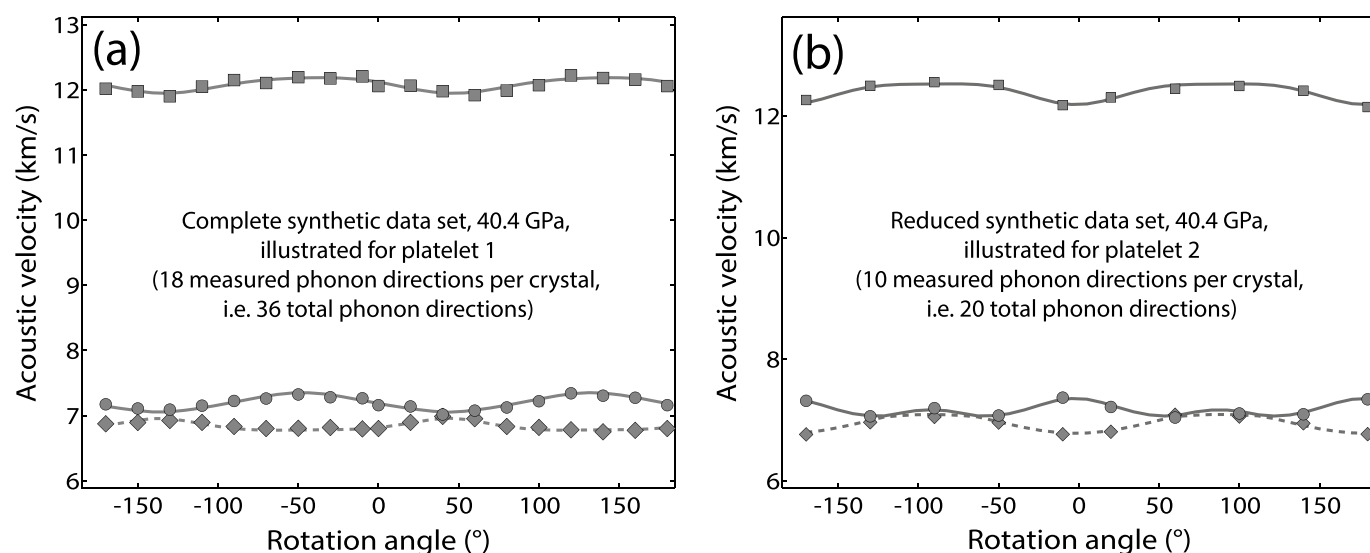 (a)
13
12
11
10
9
8
7
6
Acoustic velocity (km/s)
Complete synthetic data set, 40.4 GPa,
illustrated for platelet 1
(18 measured phonon directions per crystal,
i.e. 36 total phonon directions)
-150
-100
-50
0
50
100
150
Rotation angle (°)
(b)
12
10
8
6
Acoustic velocity (km/s)
Reduced synthetic data set, 40.4 GPa,
illustrated for platelet 2
(10 measured phonon directions per crystal,
i.e. 20 total phonon directions)
-150
-100
-50
0
50
100
150
Rotation angle (°)